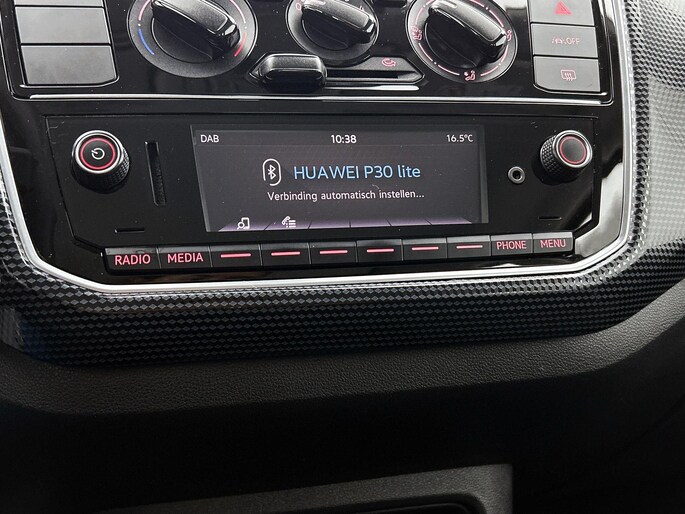 OFF
DAB 10:38 16.5°C
HUAWEI P30 lite
Verbinding automatisch instellen...
RADIO MEDIA PHONE MENU